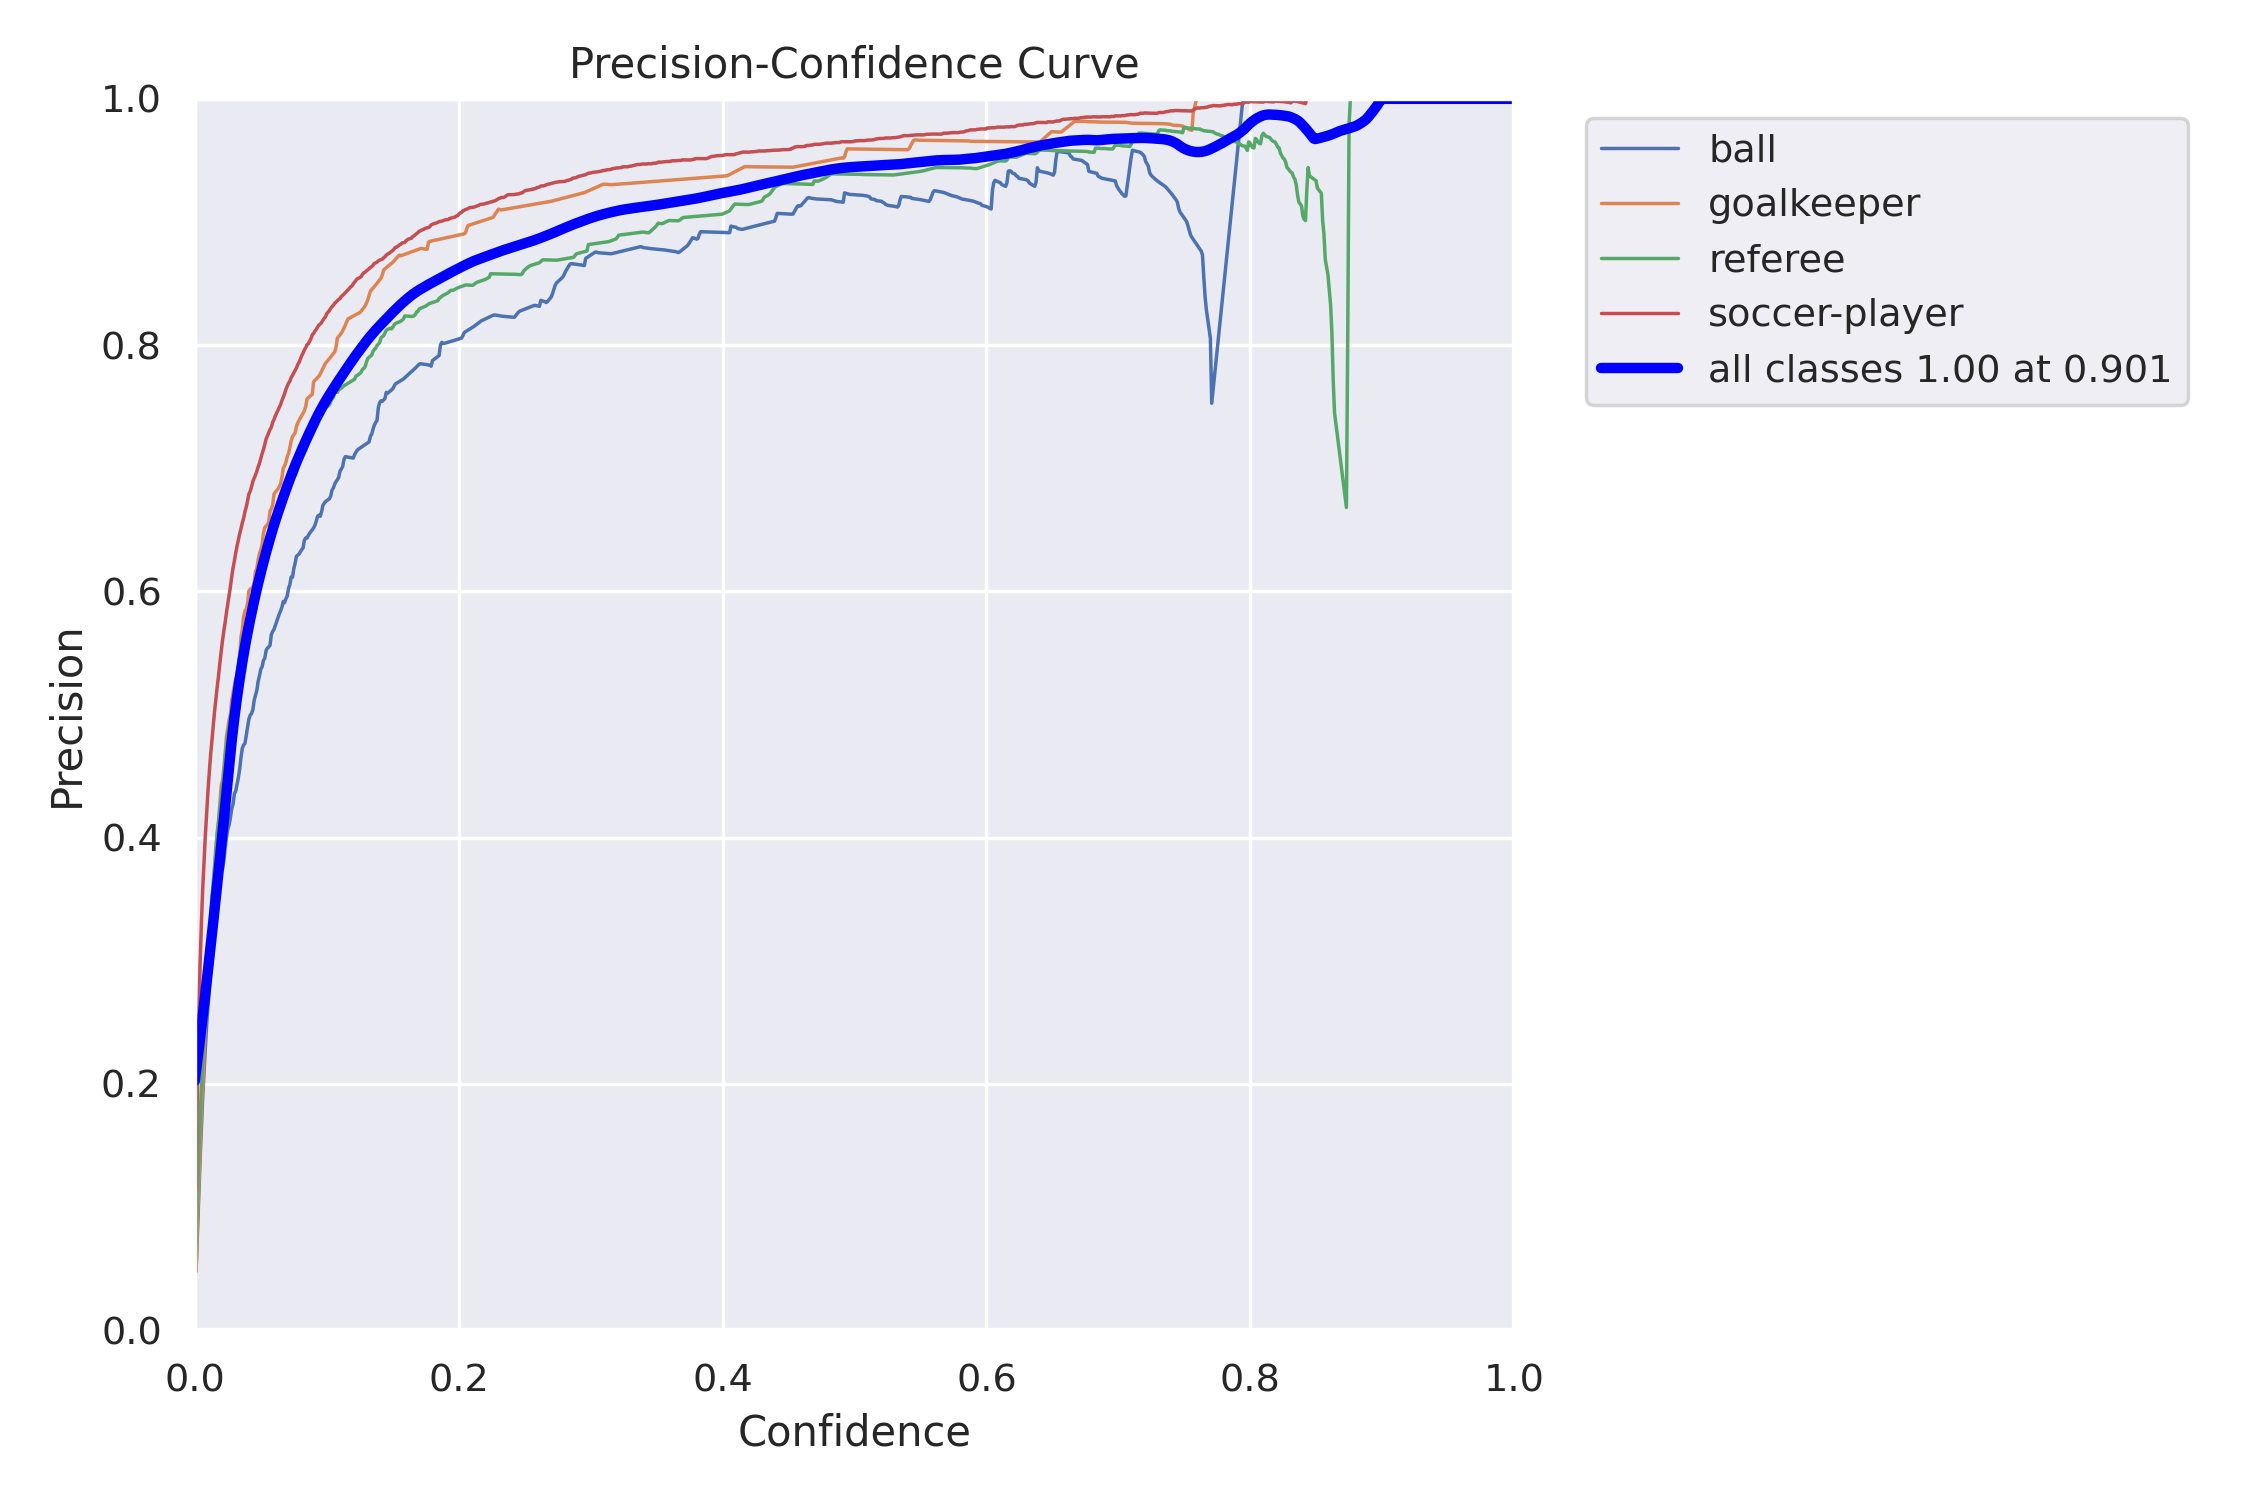 Precision-Confidence Curve
1.0
0.8
0.6
0.4
0.2
0.0
Precision
0.0 0.2 0.4 0.6 0.8 1.0
Confidence
ball
goalkeeper
referee
soccer-player
all classes 1.00 at 0.901